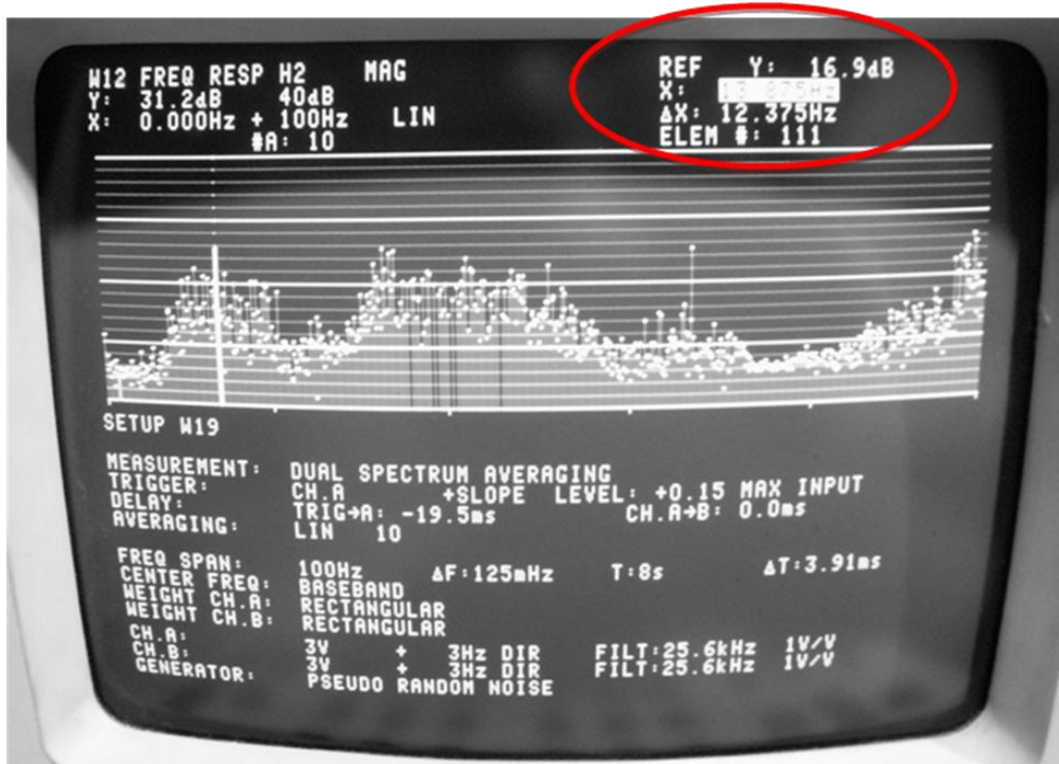 W12 FREQ RESP H2 MAG
Y: 31.2dB 40dB
X: 0.000Hz + 100Hz LIN
#A: 10
REF Y: 16.9dB
X: 13.875Hz
ΔX: 12.375Hz
ELEM #: 111
SETUP W19
MEASUREMENT: DUAL SPECTRUM AVERAGING
TRIGGER: CH.A +SLOPE LEVEL: +0.15 MAX INPUT
DELAY: TRIG→A: -19.5ms CH.A→B: 0.0ms
AVERAGING: LIN 10
FREQ SPAN: 100Hz ΔF:125mHz T:8s ΔT:3.91ms
CENTER FREQ: BASEBAND
WEIGHT CH.A: RECTANGULAR
WEIGHT CH.B: RECTANGULAR
CH.A: 3V + 3Hz DIR FILT:25.6kHz 1V/V
CH.B: 3V + 3Hz DIR FILT:25.6kHz 1V/V
GENERATOR: PSEUDO RANDOM NOISE